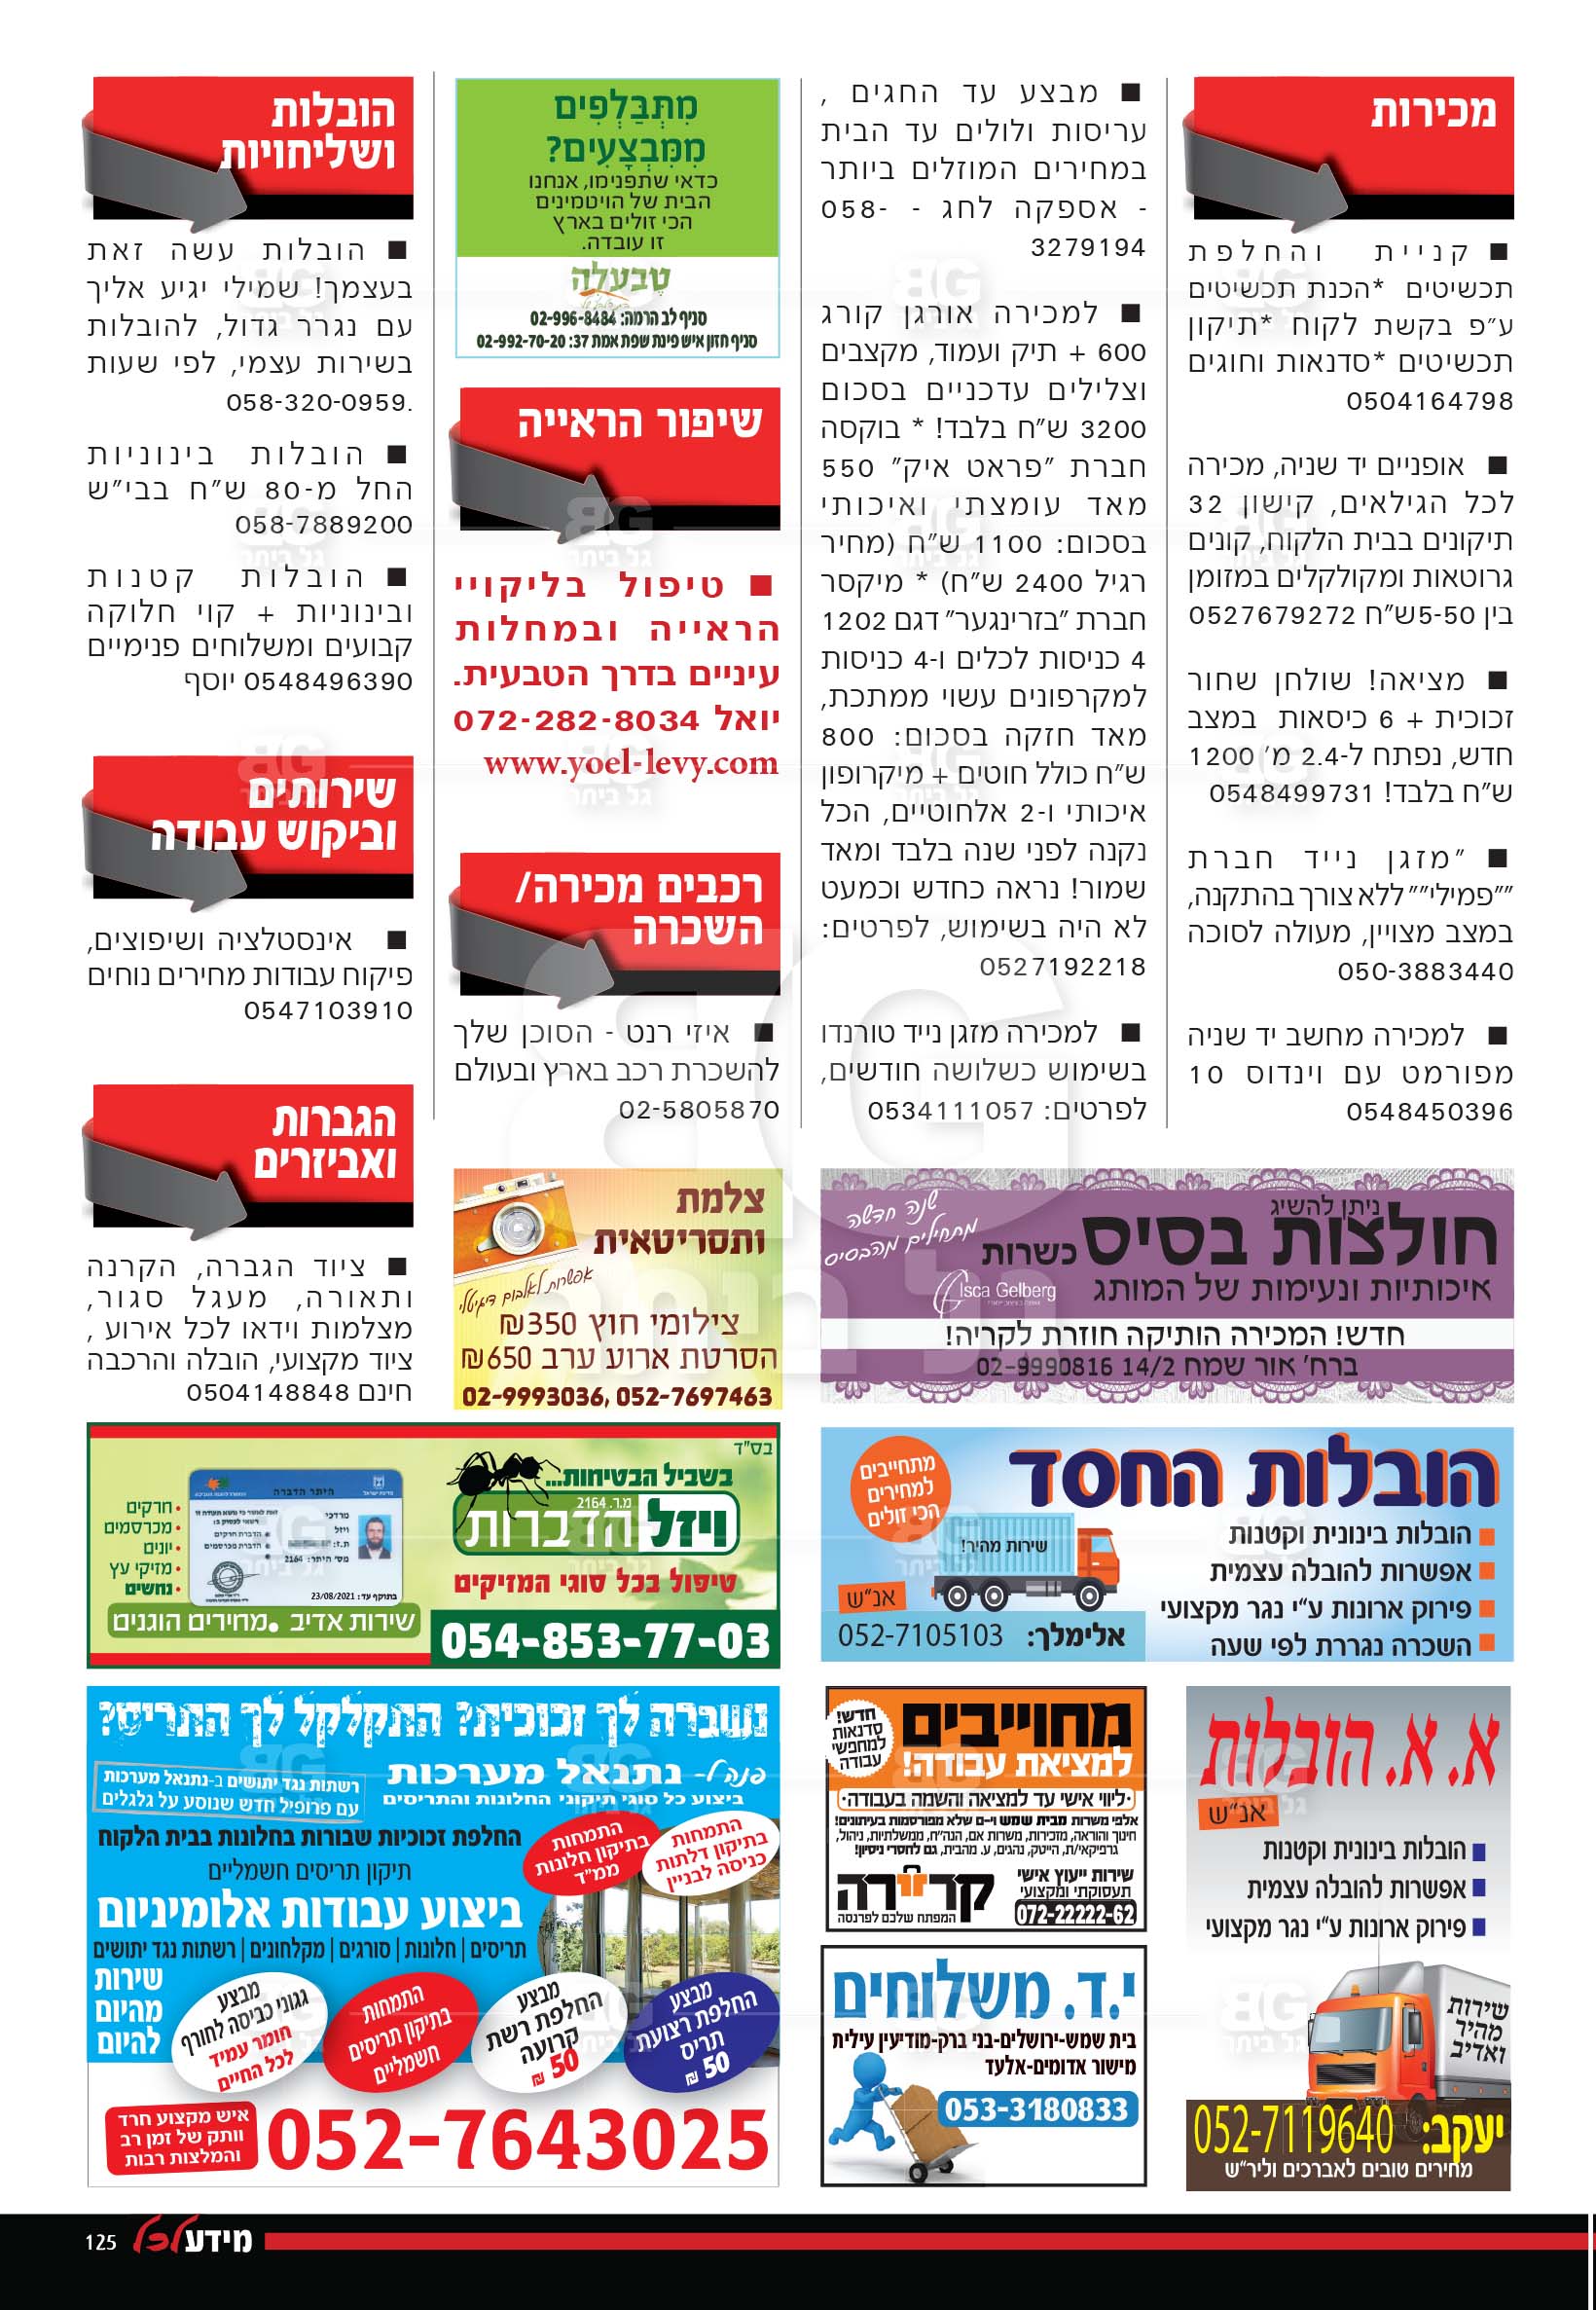 מכירות
■ קניית והחלפת
תכשיטים *הכנת תכשיטים
ע״פ בקשת לקוח *תיקון
תכשיטים *סדנאות וחוגים
0504164798
■ אופניים יד שניה, מכירה
לכל הגילאים, קישון 32
תיקונים בבית הלקוח, קונים
גרוטאות ומקולקלים במזומן
בין 5-50ש״ח 0527679272
■ מציאה! שולחן שחור
זכוכית + 6 כיסאות במצב
חדש, נפתח ל-2.4 מ׳ 1200
ש״ח בלבד! 0548499731
■ ״מזגן נייד חברת
״״פמילי״״ ללא צורך בהתקנה,
במצב מצויין, מעולה לסוכה
050-3883440
■ למכירה מחשב יד שניה
מפורמט עם וינדוס 10
0548450396
■ מבצע עד החגים ,
עריסות ולולים עד הבית
במחירים המוזלים ביותר
- אספקה לחג - 058-
3279194
■ למכירה אורגן קורג
600 + תיק ועמוד, מקצבים
וצלילים עדכניים בסכום
3200 ש״ח בלבד! * בוקסה
חברת ״פראט איק״ 550
מאד עומצתי ואיכותי
בסכום: 1100 ש״ח (מחיר
רגיל 2400 ש״ח) * מיקסר
חברת ״בזרינגער״ דגם 1202
4 כניסות לכלים ו-4 כניסות
למקרפונים עשוי ממתכת,
מאד חזקה בסכום: 800
ש״ח כולל חוטים + מיקרופון
איכותי ו-2 אלחוטיים, הכל
נקנה לפני שנה בלבד ומאד
שמור! נראה כחדש וכמעט
לא היה בשימוש, לפרטים:
0527192218
■ למכירה מזגן נייד טורנדו
בשימוש כשלושה חודשים,
לפרטים: 0534111057
מִתְבַּלְפִים
מִמִּבְצָעִים?
כדאי שתפנימו, אנחנו
הבית של הויטמינים
הכי זולים בארץ
זו עובדה.
טבעלה
סניף לב הרמה: 02-996-8484
סניף חזון איש פינת שפת אמת 37: 02-992-70-20
שיפור הראייה
■ טיפול בליקויי
הראייה ובמחלות
עיניים בדרך הטבעית.
יואל 072-282-8034
www.yoel-levy.com
רכבים מכירה/
השכרה
■ איזי רנט - הסוכן שלך
להשכרת רכב בארץ ובעולם
02-5805870
הובלות
ושליחויות
■ הובלות עשה זאת
בעצמך! שמילי יגיע אליך
עם נגרר גדול, להובלות
בשירות עצמי, לפי שעות
.058-320-0959
■ הובלות בינוניות
החל מ-80 ש״ח בבי״ש
058-7889200
■ הובלות קטנות
ובינוניות + קוי חלוקה
קבועים ומשלוחים פנימיים
0548496390 יוסף
שירותים
וביקוש עבודה
■ אינסטלציה ושיפוצים,
פיקוח עבודות מחירים נוחים
0547103910
הגברות
ואביזרים
■ ציוד הגברה, הקרנה
ותאורה, מעגל סגור,
מצלמות וידאו לכל אירוע ,
ציוד מקצועי, הובלה והרכבה
חינם 0504148848
שנה חדשה
מתחילים מהבסיס
ניתן להשיג
חולצות בסיס כשרות
איכותיות ונעימות של המותג
Isca Gelberg
חדש! המכירה הותיקה חוזרת לקריה!
ברח׳ אור שמח 14/2 02-9990816
צלמת
ותסריטאית
אפשרות לאלבום דיגיטלי
צילומי חוץ 350₪
הסרטת ארוע ערב 650₪
02-9993036, 052-7697463
הובלות החסד
מתחייבים
למחירים
הכי זולים
הובלות בינונית וקטנות
אפשרות להובלה עצמית
פירוק ארונות ע״י נגר מקצועי
השכרה נגררת לפי שעה
שירות מהיר!
אנ״ש
אלימלך: 052-7105103
בס״ד
בשביל הבטיחות...
מ.ר. 2164
ויזל הדברות
טיפול בכל סוגי המזיקים
054-853-77-03
• חרקים
• מכרסמים
• יונים
• מזיקי עץ
• נחשים
היתר הדברה
מרדכי
ויזל
ת.ז:
מס׳ היתר: 2164
הדברת חרקים
הדברת מכרסמים
בתוקף עד: 23/08/2021
שירות אדיב • מחירים הוגנים
א.א. הובלות
אנ״ש
הובלות בינונית וקטנות
אפשרות להובלה עצמית
פירוק ארונות ע״י נגר מקצועי
שירות
מהיר
ואדיב
יעקב: 052-7119640
מחירים טובים לאברכים וליר״ש
מחוייבים
למציאת עבודה!
חדש!
סדנאות
למחפשי
עבודה
•ליווי אישי עד למציאה והשמה בעבודה•
אלפי משרות מבית שמש וי-ם שלא מפורסמות בעיתונים!
חינוך והוראה, מזכירות, משרות אם, הנה״ח, ממשלתיות, ניהול,
גרפיקאי/ת, הייטק, נהגים, ע. מהבית, גם לחסרי ניסיון!
שירות ייעוץ אישי
תעסוקתי ומקצועי
072-22222-62
קריירה
המפתח שלכם לפרנסה
י.ד. משלוחים
בית שמש-ירושלים-בני ברק-מודיעין עילית
מישור אדומים-אלעד
053-3180833
נשברה לך זכוכית? התקלקל לך התריס?
פנה ל- נתנאל מערכות
ביצוע כל סוגי תיקוני החלונות והתריסים
רשתות נגד יתושים ב-נתנאל מערכות
עם פרופיל חדש שנוסע על גלגלים
החלפת זכוכיות שבורות בחלונות בבית הלקוח
תיקון תריסים חשמליים
התמחות
בתיקון חלונות
ממ״ד
התמחות
בתיקון דלתות
כניסה לבניין
ביצוע עבודות אלומיניום
תריסים | חלונות | סורגים | מקלחונים | רשתות נגד יתושים
שירות
מהיום
להיום
מבצע
גגוני כביסה לחורף
חומר עמיד
לכל החיים
התמחות
בתיקון תריסים
חשמליים
מבצע
החלפת רשת
קרועה
50 ₪
מבצע
החלפת רצועת
תריס
50 ₪
איש מקצוע חרד
וותק של זמן רב
והמלצות רבות
052-7643025
מידע לכל
125